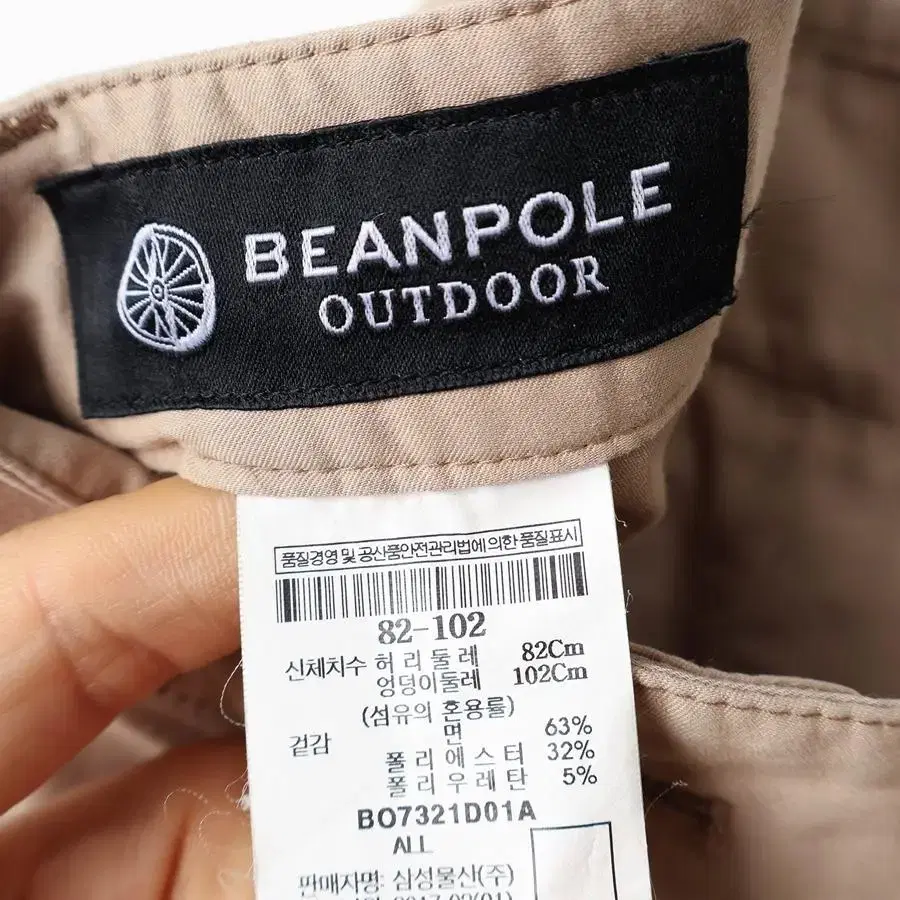 BEANPOLE
OUTDOOR
품질경영 및 공산품안전관리법에 의한 품질표시
82-102
신체치수 허리둘레 82Cm
엉덩이둘레 102Cm
(섬유의 혼용률)
겉감 면 63%
폴리에스터 32%
폴리우레탄 5%
BO7321D01A
ALL
판매자명: 삼성물산(주)